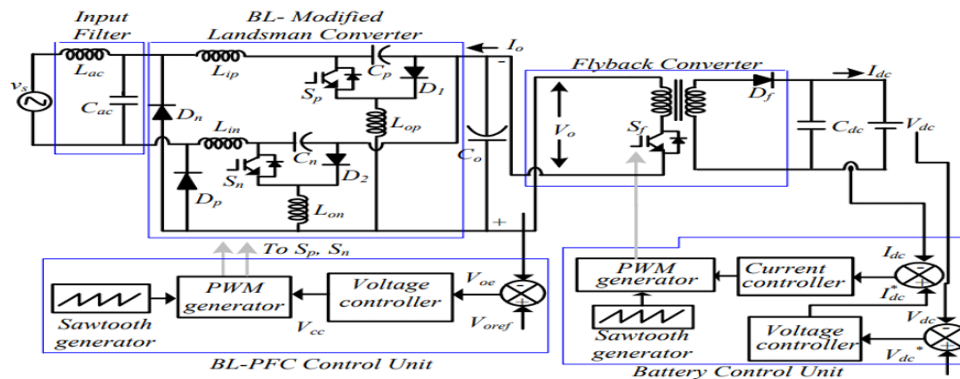 Input
Filter
BL- Modified
Landsman Converter
Lac
Lip
Cp
Io
-
Flyback Converter
Idc
vs
Cac
Sp
D1
Df
Dn
Lin
Lop
Vo
Sf
Cdc
Vdc
Cn
Co
Sn
D2
Dp
Lon
+
To Sp, Sn
Idc
PWM
generator
Voltage
controller
Voe
-
+
Sawtooth
generator
Vcc
Voref
BL-PFC Control Unit
PWM
generator
Current
controller
-
+
I*dc
Vdc
Sawtooth
generator
Voltage
controller
-
+
Vdc*
Battery Control Unit